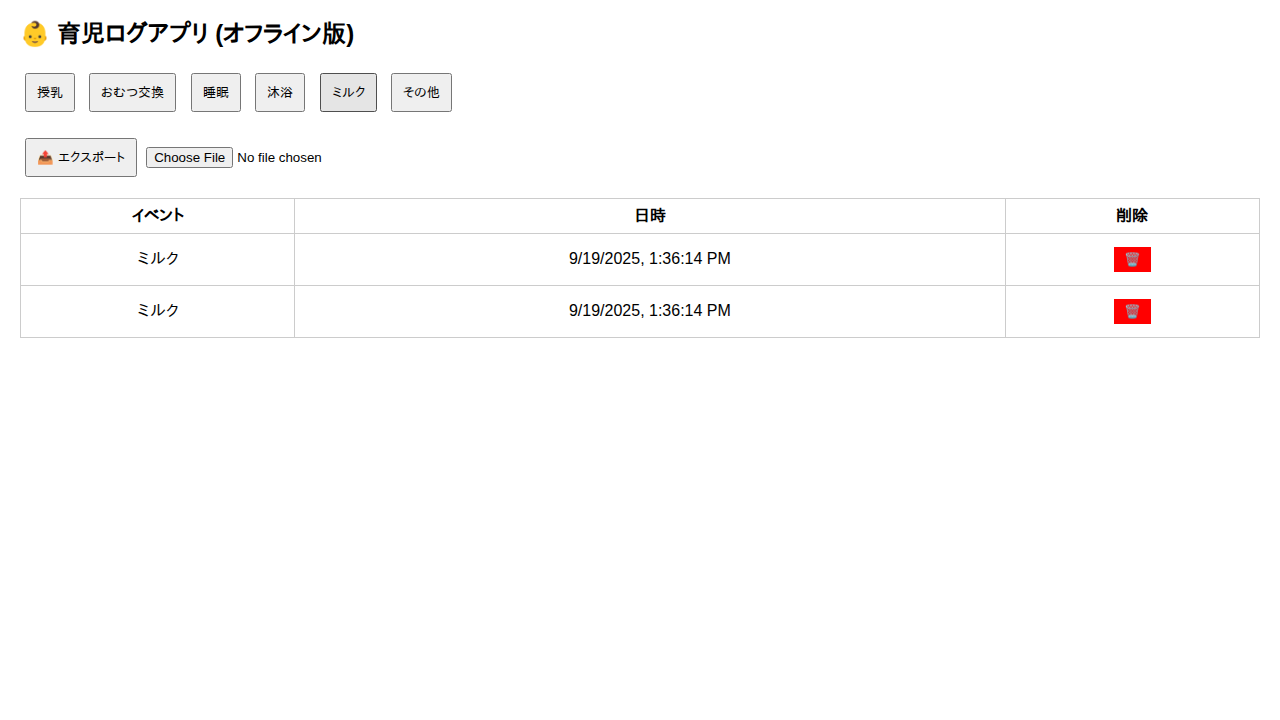 👶 育児ログアプリ (オフライン版)
授乳 おむつ交換 睡眠 沐浴 ミルク その他
📤 エクスポート Choose File No file chosen
イベント 日時 削除
ミルク 9/19/2025, 1:36:14 PM 🗑️
ミルク 9/19/2025, 1:36:14 PM 🗑️